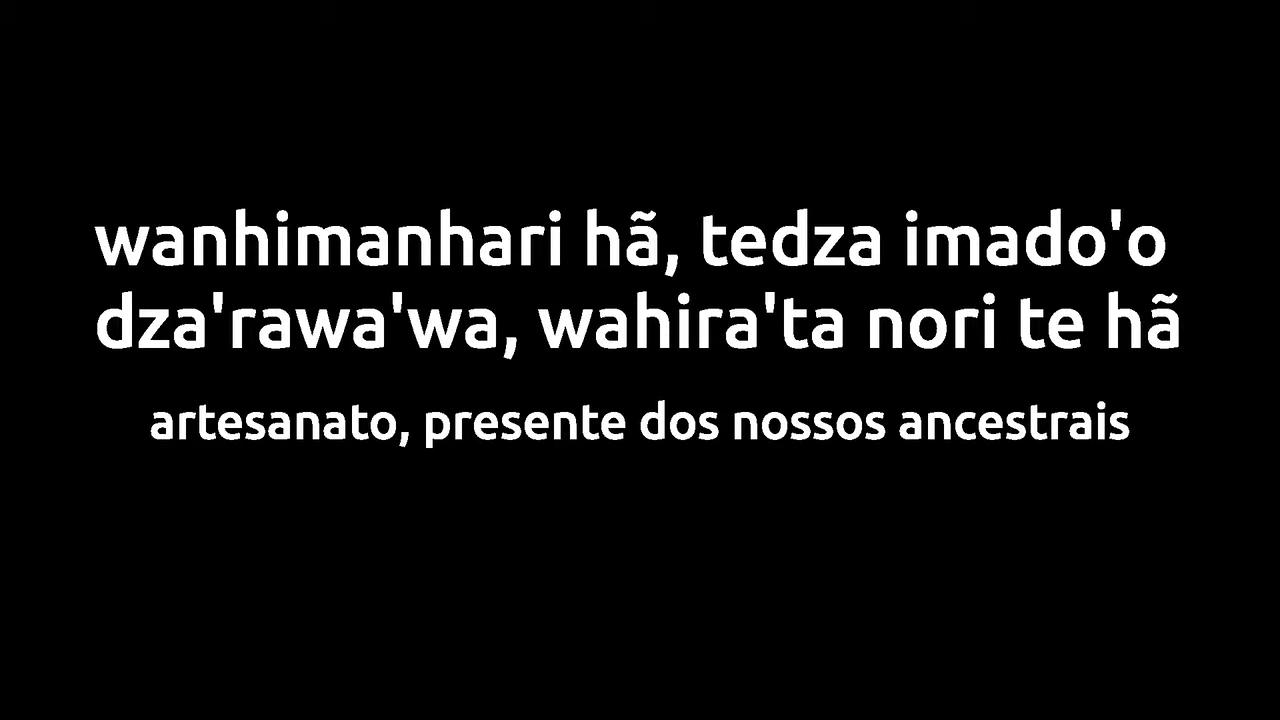 wanhimanhari hã, tedza imado'o
dza'rawa'wa, wahira'ta nori te hã
artesanato, presente dos nossos ancestrais